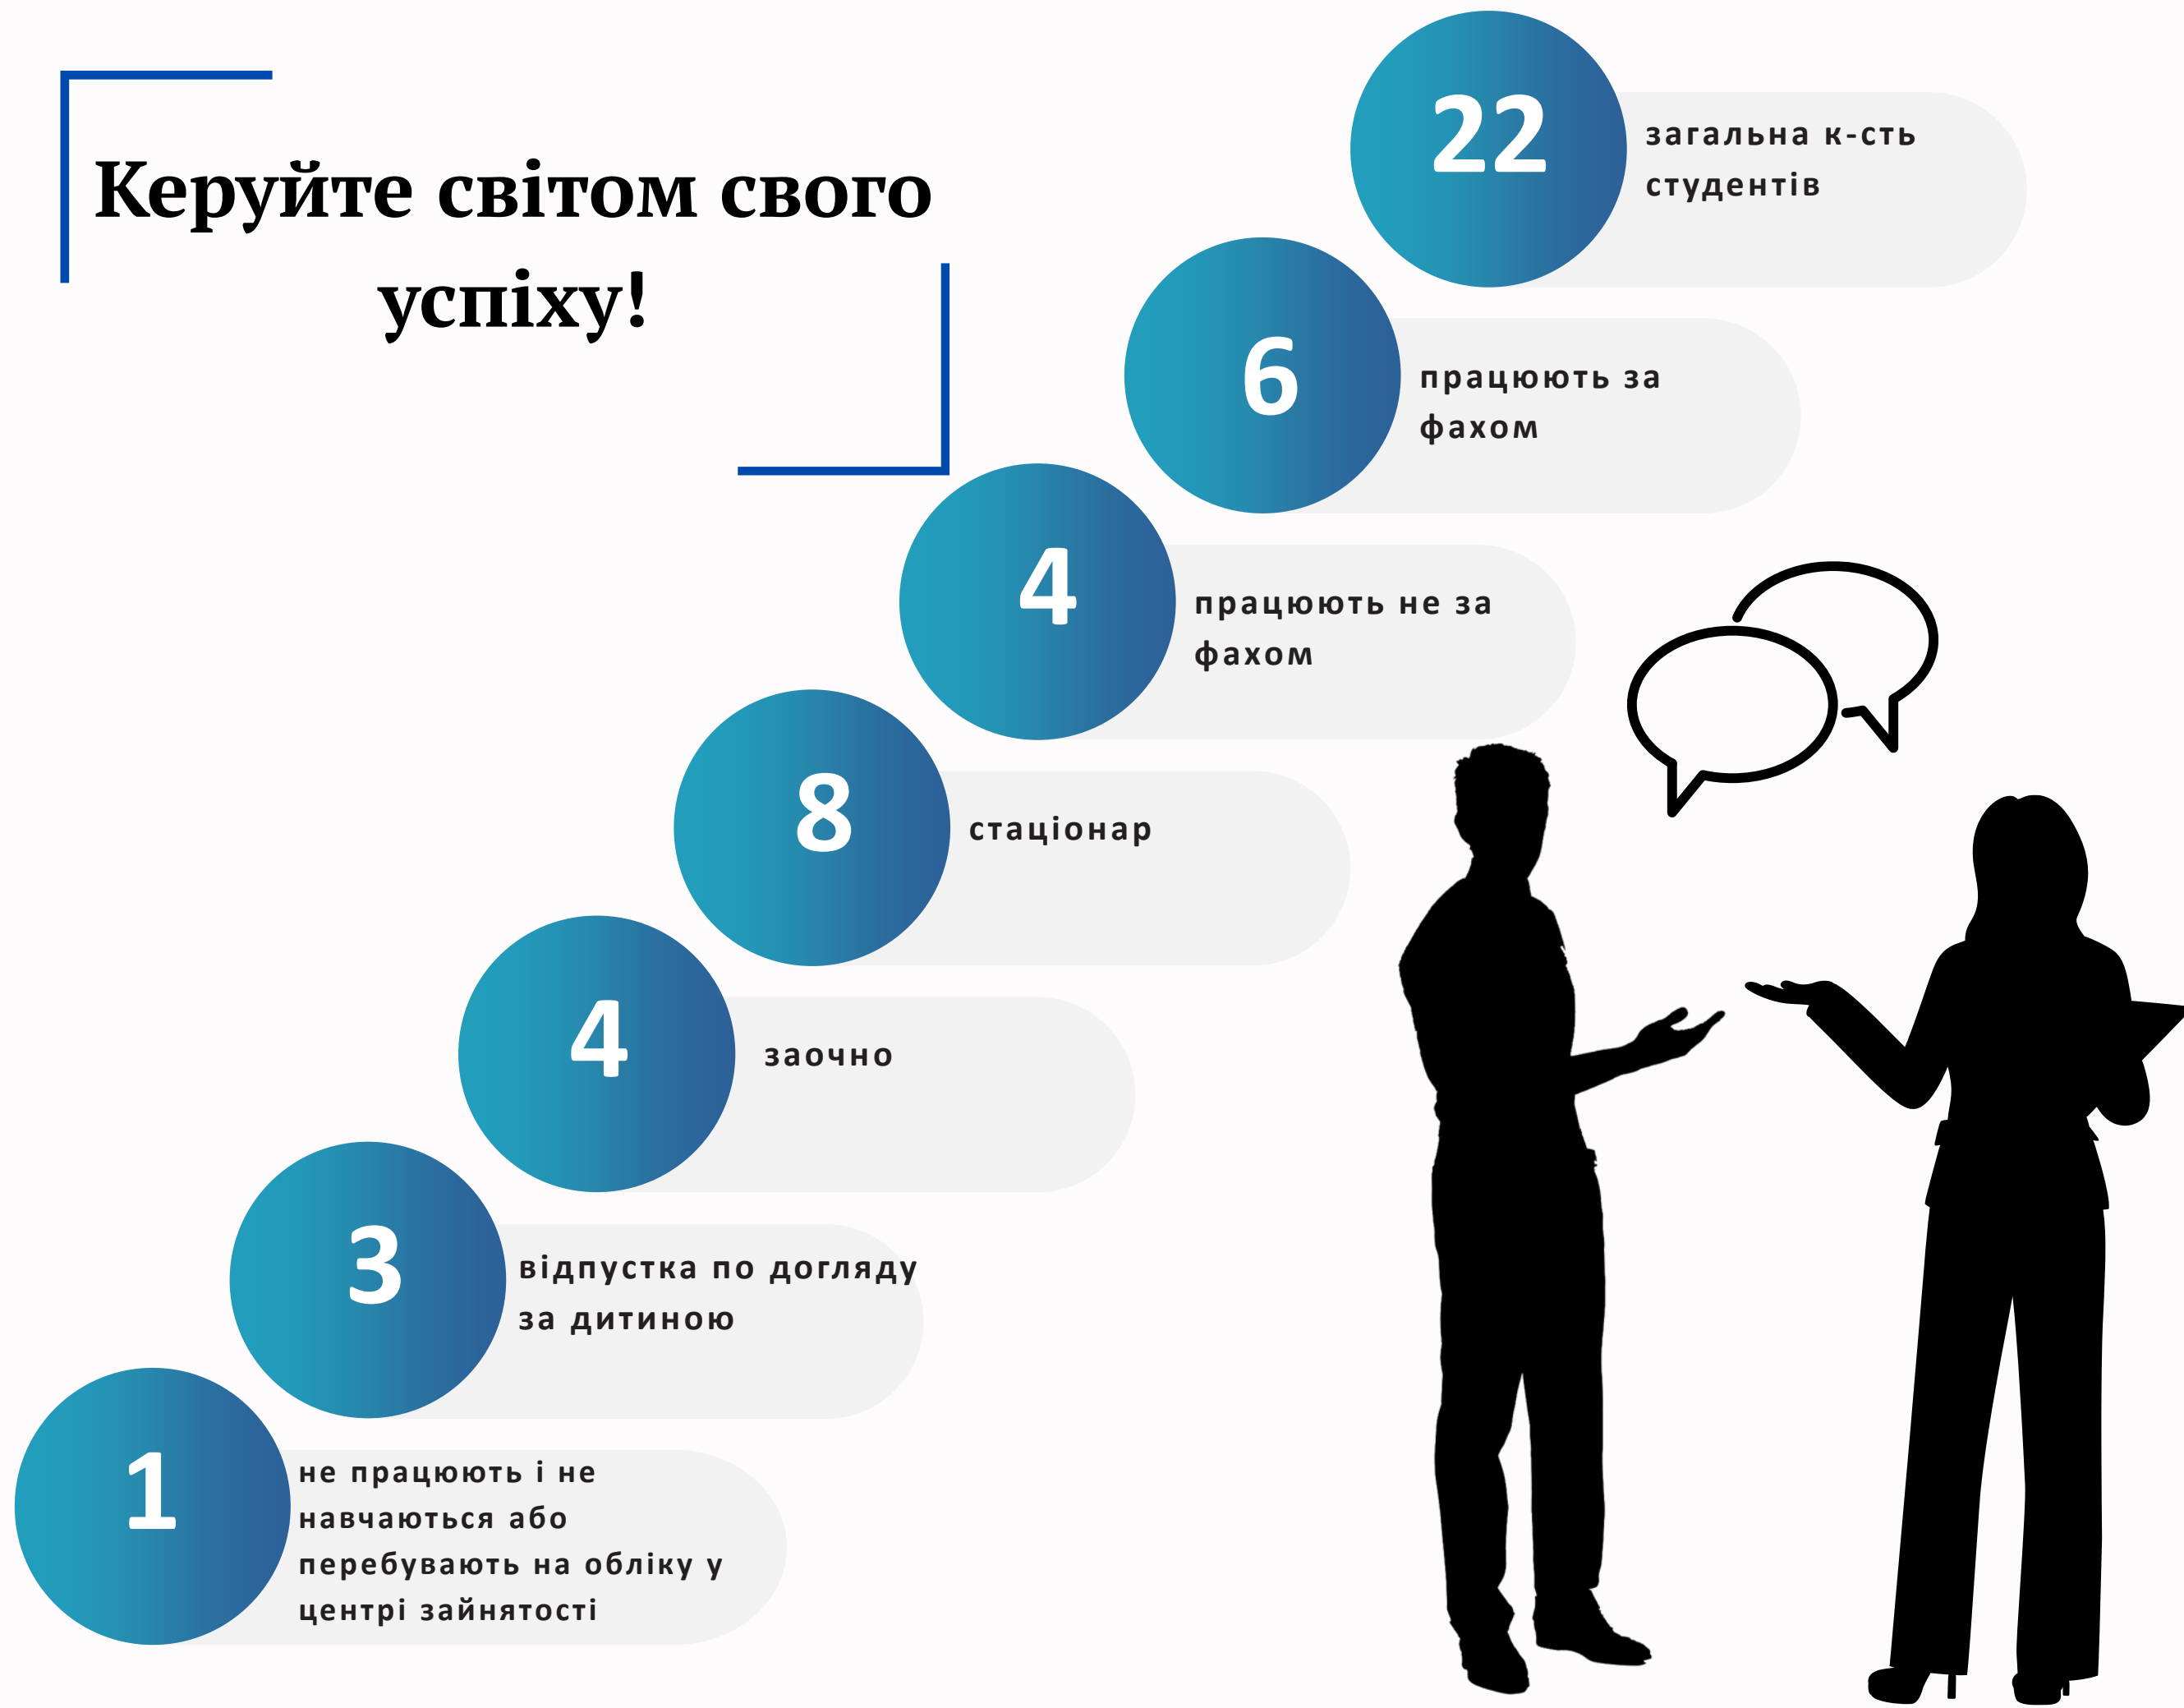 Керуйте світом свого
успіху!
22
загальна к-сть
студентів
6
працюють за
фахом
4
працюють не за
фахом
8
стаціонар
4
заочно
3
відпустка по догляду
за дитиною
1
не працюють і не
навчаються або
перебувають на обліку у
центрі зайнятості